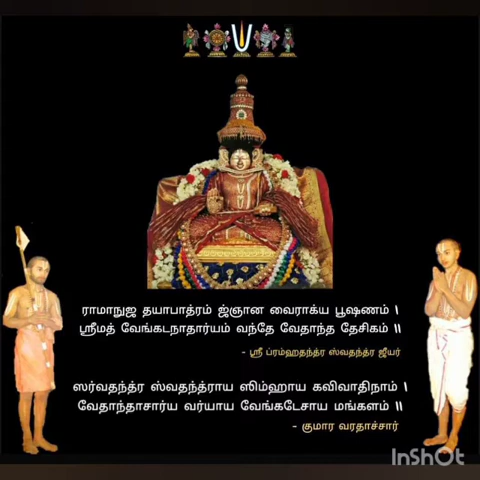 ராமாநுஜ தயாபாத்ரம் ஜ்ஞான வைராக்ய பூஷணம் ।
ஸ்ரீமத் வேங்கடநாதார்யம் வந்தே வேதாந்த தேசிகம் ॥
- ஸ்ரீ ப்ரம்ஹதந்த்ர ஸ்வதந்த்ர ஜீயர்
ஸர்வதந்த்ர ஸ்வதந்த்ராய ஸிம்ஹாய கவிவாதிநாம் ।
வேதாந்தாசார்ய வர்யாய வேங்கடேசாய மங்களம் ॥
- குமார வரதாச்சார்
InShOt